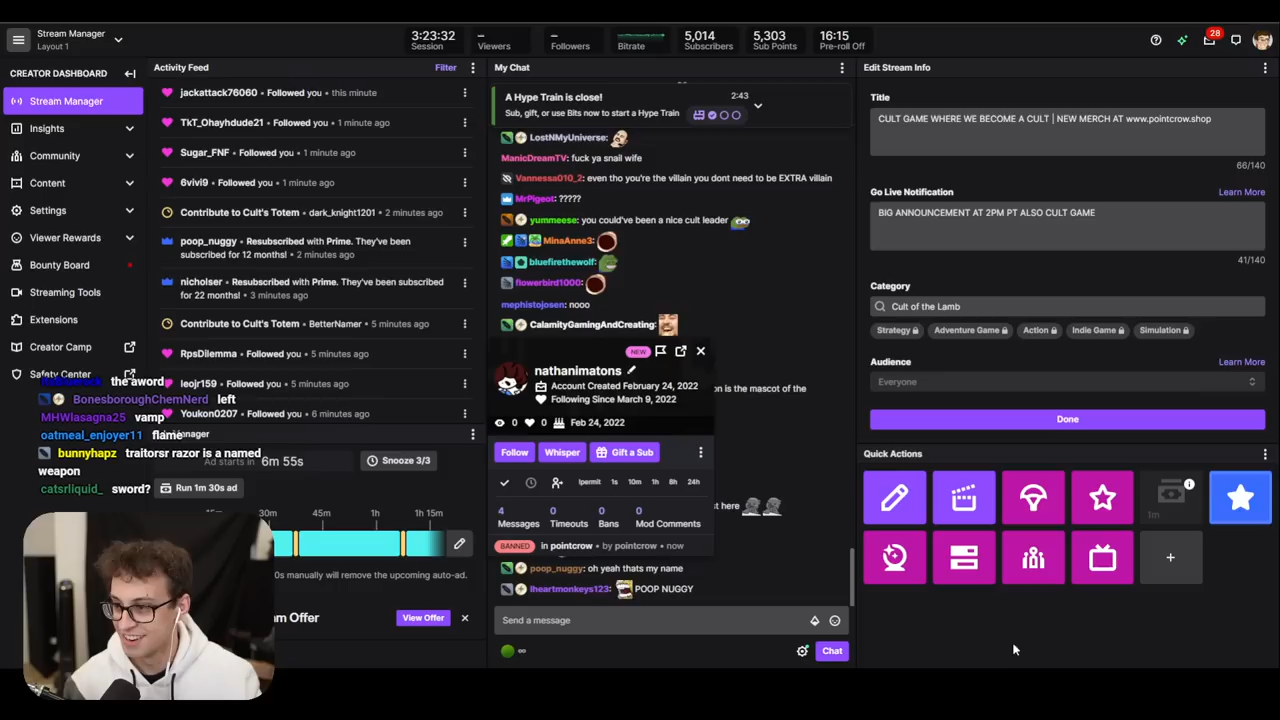 Stream Manager
Layout 1
3:23:32
Session
–
Viewers
–
Followers
Bitrate
5,014
Subscribers
5,303
Sub Points
16:15
Pre-roll Off
28
CREATOR DASHBOARD
Stream Manager
Insights
Community
Content
Settings
Viewer Rewards
Bounty Board
Streaming Tools
Extensions
Creator Camp
Safety Center
Activity Feed
Filter
jackattack76060 • Followed you • this minute
TkT_Ohayhdude21 • Followed you • 1 minute ago
Sugar_FNF • Followed you • 1 minute ago
6vivi9 • Followed you • 1 minute ago
Contribute to Cult's Totem • dark_knight1201 • 2 minutes ago
poop_nuggy • Resubscribed with Prime. They've been
subscribed for 12 months! • 2 minutes ago
nicholser • Resubscribed with Prime. They've been subscribed
for 22 months! • 3 minutes ago
Contribute to Cult's Totem • BetterNamer • 5 minutes ago
RpsDilemma • Followed you • 5 minutes ago
leojr159 • Followed you • 5 minutes ago
Youkon0207 • Followed you • 6 minutes ago
the aword
BonesboroughChemNerd left
MHWlasagna25 vamp
oatmeal_enjoyer11 flame
bunnyhapz traitorsr razor is a named
weapon
catsrliquid_ sword?
Ad starts in 6m 55s
Snooze 3/3
Run 1m 30s ad
30m
45m
1h
1h 15m
0s manually will remove the upcoming auto-ad.
am Offer
View Offer
My Chat
A Hype Train is close!
Sub, gift, or use Bits now to start a Hype Train
2:43
LostNMyUniverse:
ManicDreamTV: fuck ya snail wife
Vannessa010_2: even tho you're the villain you dont need to be EXTRA villain
MrPigeot: ?????
yummeese: you could've been a nice cult leader
MinaAnne3:
bluefirethewolf:
flowerbird1000:
mephistojosen: nooo
CalamityGamingAndCreating:
NEW
nathanimatons
Account Created February 24, 2022
Following Since March 9, 2022
0 0 Feb 24, 2022
on is the mascot of the
Follow
Whisper
Gift a Sub
!permit 1s 10m 1h 8h 24h
4
Messages
0
Timeouts
0
Bans
0
Mod Comments
st here
BANNED in pointcrow • by pointcrow • now
poop_nuggy: oh yeah thats my name
iheartmonkeys123: POOP NUGGY
Send a message
∞
Chat
Edit Stream Info
Title
CULT GAME WHERE WE BECOME A CULT | NEW MERCH AT www.pointcrow.shop
66/140
Go Live Notification
Learn More
BIG ANNOUNCEMENT AT 2PM PT ALSO CULT GAME
41/140
Category
Cult of the Lamb
Strategy
Adventure Game
Action
Indie Game
Simulation
Audience
Learn More
Everyone
Done
Quick Actions
1m